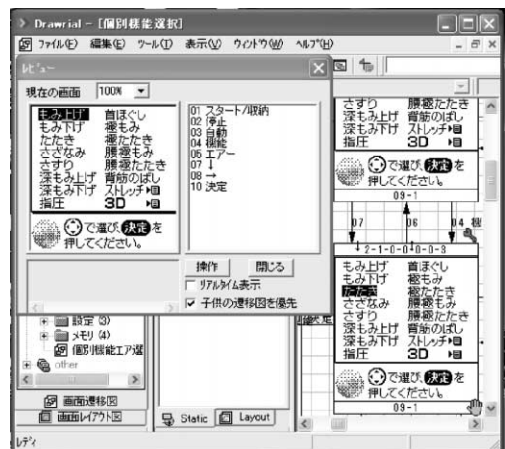 Drawrial - [個別機能選択]
ファイル(F) 編集(E) ツール(T) 表示(V) ウィンドウ(W) ヘルプ(H)
レビュー
現在の画面 100%
もみ上げ 首ほぐし
もみ下げ 極もみ
たたき 極たたき
さざなみ 腰極もみ
さすり 腰極たたき
深もみ上げ 背筋のばし
深もみ下げ ストレッチ
指圧 3D
で選び、決定を
押してください。
01 スタート/収納
02 停止
03 自動
04 機能
05 エアー
07 ↓
08 →
10 決定
操作 閉じる
リアルタイム表示
子供の遷移図を優先
さすり 腰極たたき
深もみ上げ 背筋のばし
深もみ下げ ストレッチ
指圧 3D
で選び、決定を
押してください。
09-1
07 06 04
2-1-0-0-0-0-3
もみ上げ 首ほぐし
もみ下げ 極もみ
たたき 極たたき
さざなみ 腰極もみ
さすり 腰極たたき
深もみ上げ 背筋のばし
深もみ下げ ストレッチ
指圧 3D
で選び、決定を
押してください。
09-1
設定 (3)
メモリ (4)
個別機能エア選
other
画面遷移図
画面レイアウト図
Static Layout
レディ